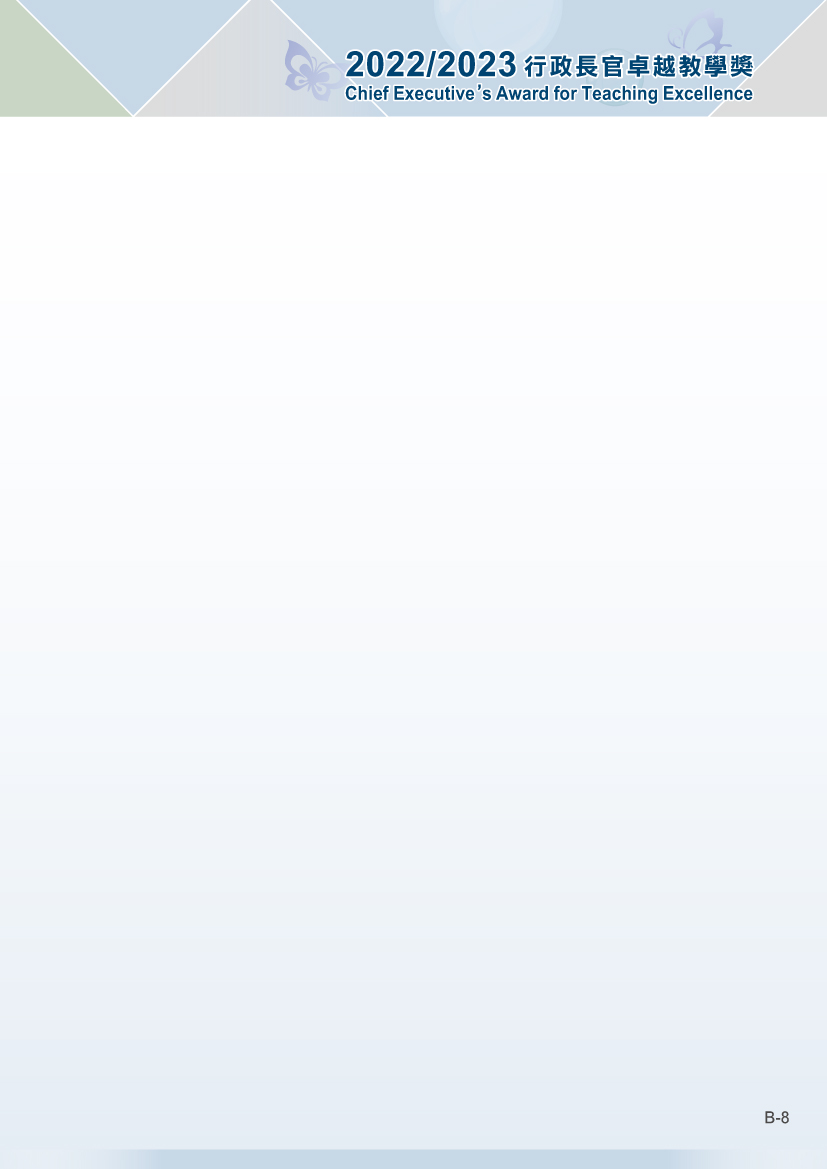 2022/2023 行政長官卓越教學獎
Chief Executive's Award for Teaching Excellence
B-8